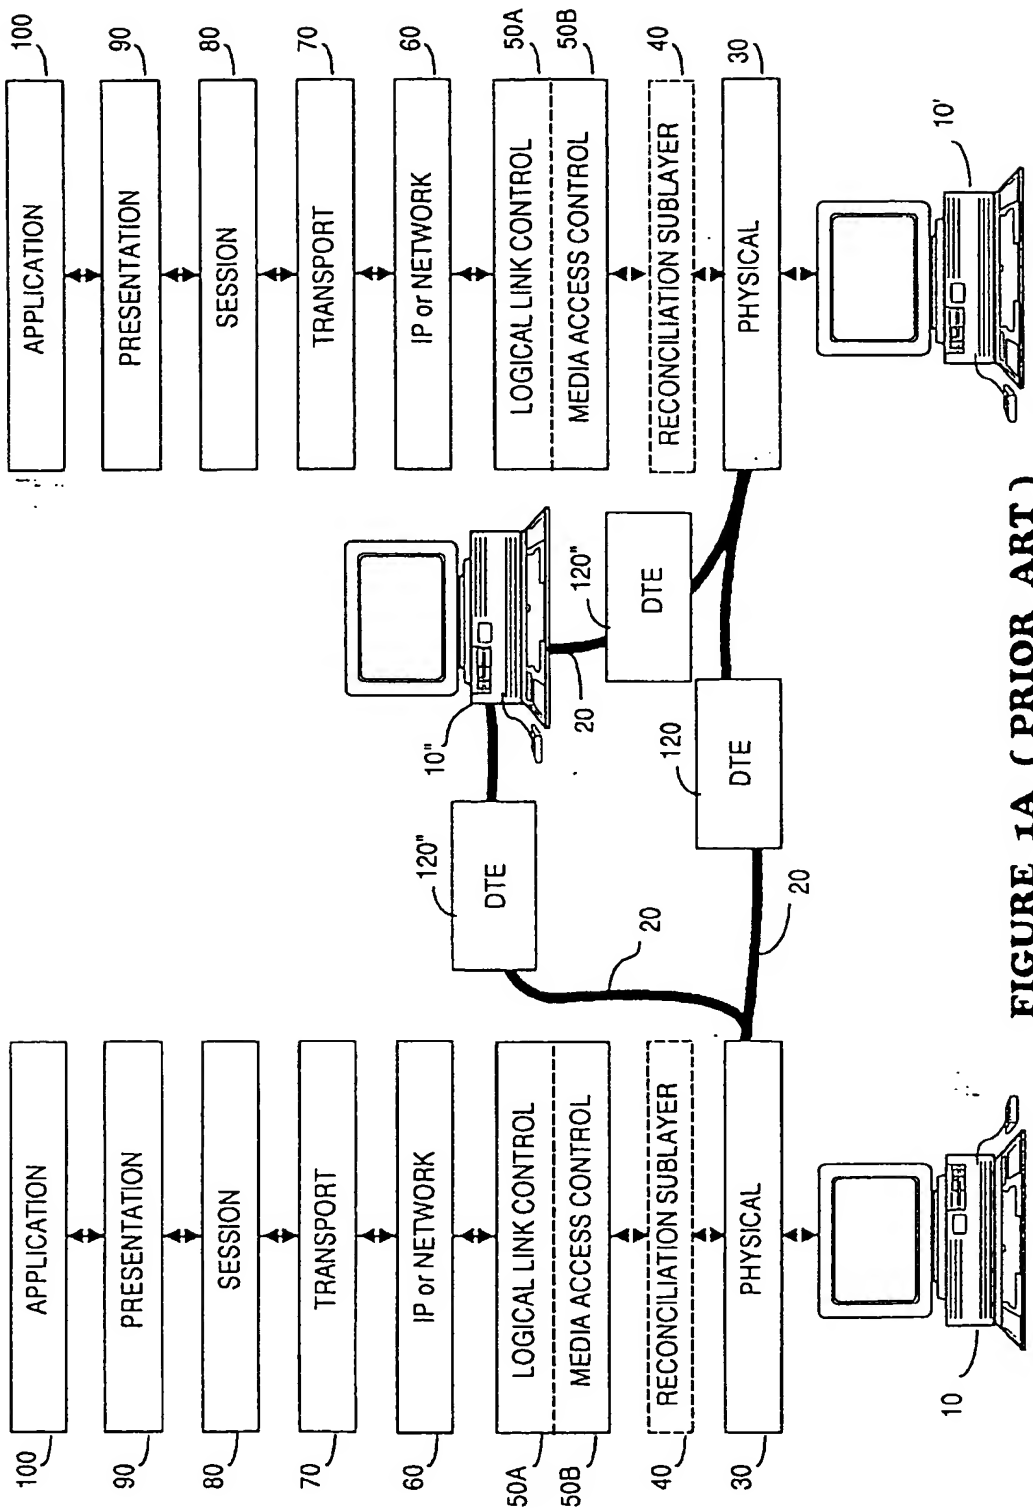 100
APPLICATION
90
PRESENTATION
80
SESSION
70
TRANSPORT
60
IP or NETWORK
50A
LOGICAL LINK CONTROL
50B
MEDIA ACCESS CONTROL
40
RECONCILIATION SUBLAYER
30
PHYSICAL
10
20
20
120"
DTE
10"
120
DTE
20
120"
DTE
APPLICATION
100
PRESENTATION
90
SESSION
80
TRANSPORT
70
IP or NETWORK
60
LOGICAL LINK CONTROL
50A
MEDIA ACCESS CONTROL
50B
RECONCILIATION SUBLAYER
40
PHYSICAL
30
10'
FIGURE 1A (PRIOR ART)